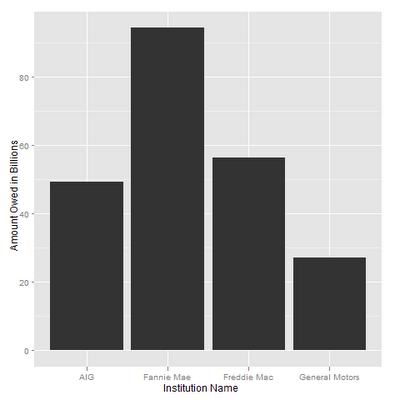 Amount Owed in Billions
80
60
40
20
0
AIG Fannie Mae Freddie Mac General Motors
Institution Name